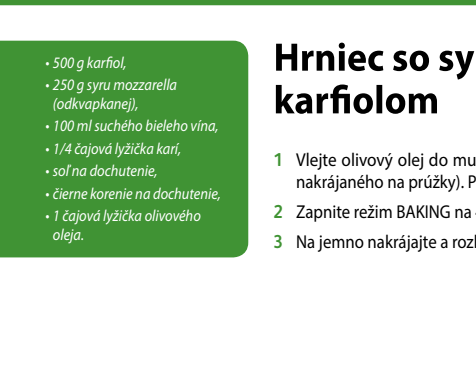 • 500 g karfiol,
• 250 g syru mozzarella
(odkvapkanej),
• 100 ml suchého bieleho vína,
• 1/4 čajová lyžička karí,
• soľ na dochutenie,
• čierne korenie na dochutenie,
• 1 čajová lyžička olivového
oleja.
Hrniec so sy
karfiolom
1 Vlejte olivový olej do mu
nakrájaného na prúžky). P
2 Zapnite režim BAKING na
3 Na jemno nakrájajte a roz